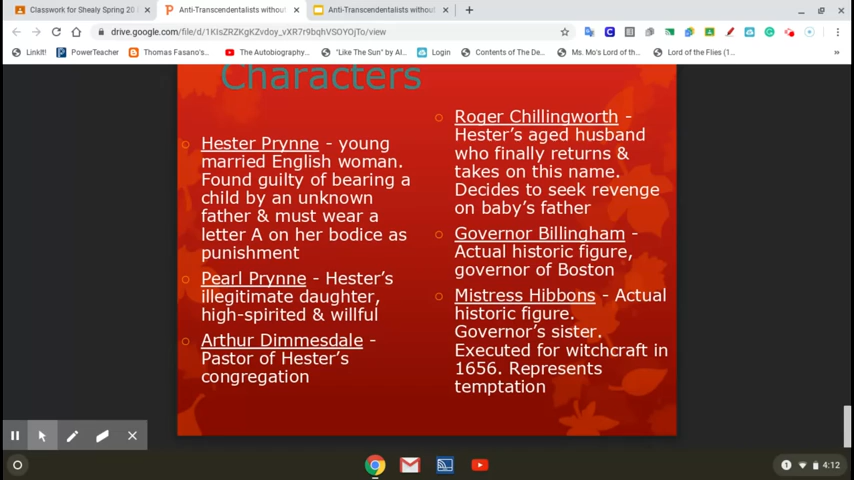 Classwork for Shealy Spring 20
Anti-Transcendentalists withou
Anti-Transcendentalists withou
drive.google.com/file/d/1KIsZRZKgKZvdoy_vXR7r9bqhVSOYOjTo/view
LinkIt!
PowerTeacher
Thomas Fasano's...
The Autobiography...
"Like The Sun" by Al...
Login
Contents of The De...
Ms. Mo's Lord of th...
Lord of the Flies (19...
»
Characters
Hester Prynne - young
married English woman.
Found guilty of bearing a
child by an unknown
father & must wear a
letter A on her bodice as
punishment
Pearl Prynne - Hester's
illegitimate daughter,
high-spirited & willful
Arthur Dimmesdale -
Pastor of Hester's
congregation
Roger Chillingworth -
Hester's aged husband
who finally returns &
takes on this name.
Decides to seek revenge
on baby's father
Governor Billingham -
Actual historic figure,
governor of Boston
Mistress Hibbons - Actual
historic figure.
Governor's sister.
Executed for witchcraft in
1656. Represents
temptation
1
4:12